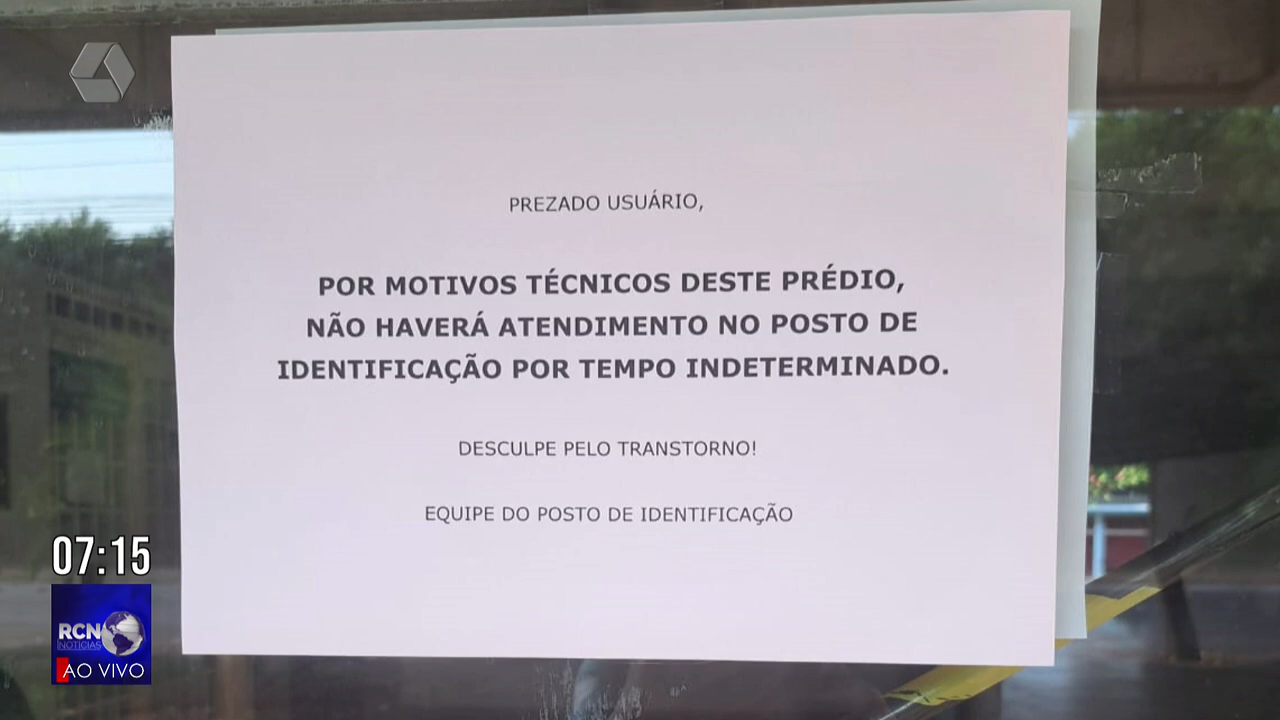 PREZADO USUÁRIO,
POR MOTIVOS TÉCNICOS DESTE PRÉDIO,
NÃO HAVERÁ ATENDIMENTO NO POSTO DE
IDENTIFICAÇÃO POR TEMPO INDETERMINADO.
DESCULPE PELO TRANSTORNO!
EQUIPE DO POSTO DE IDENTIFICAÇÃO
07:15
RCN
NOTÍCIAS
AO VIVO